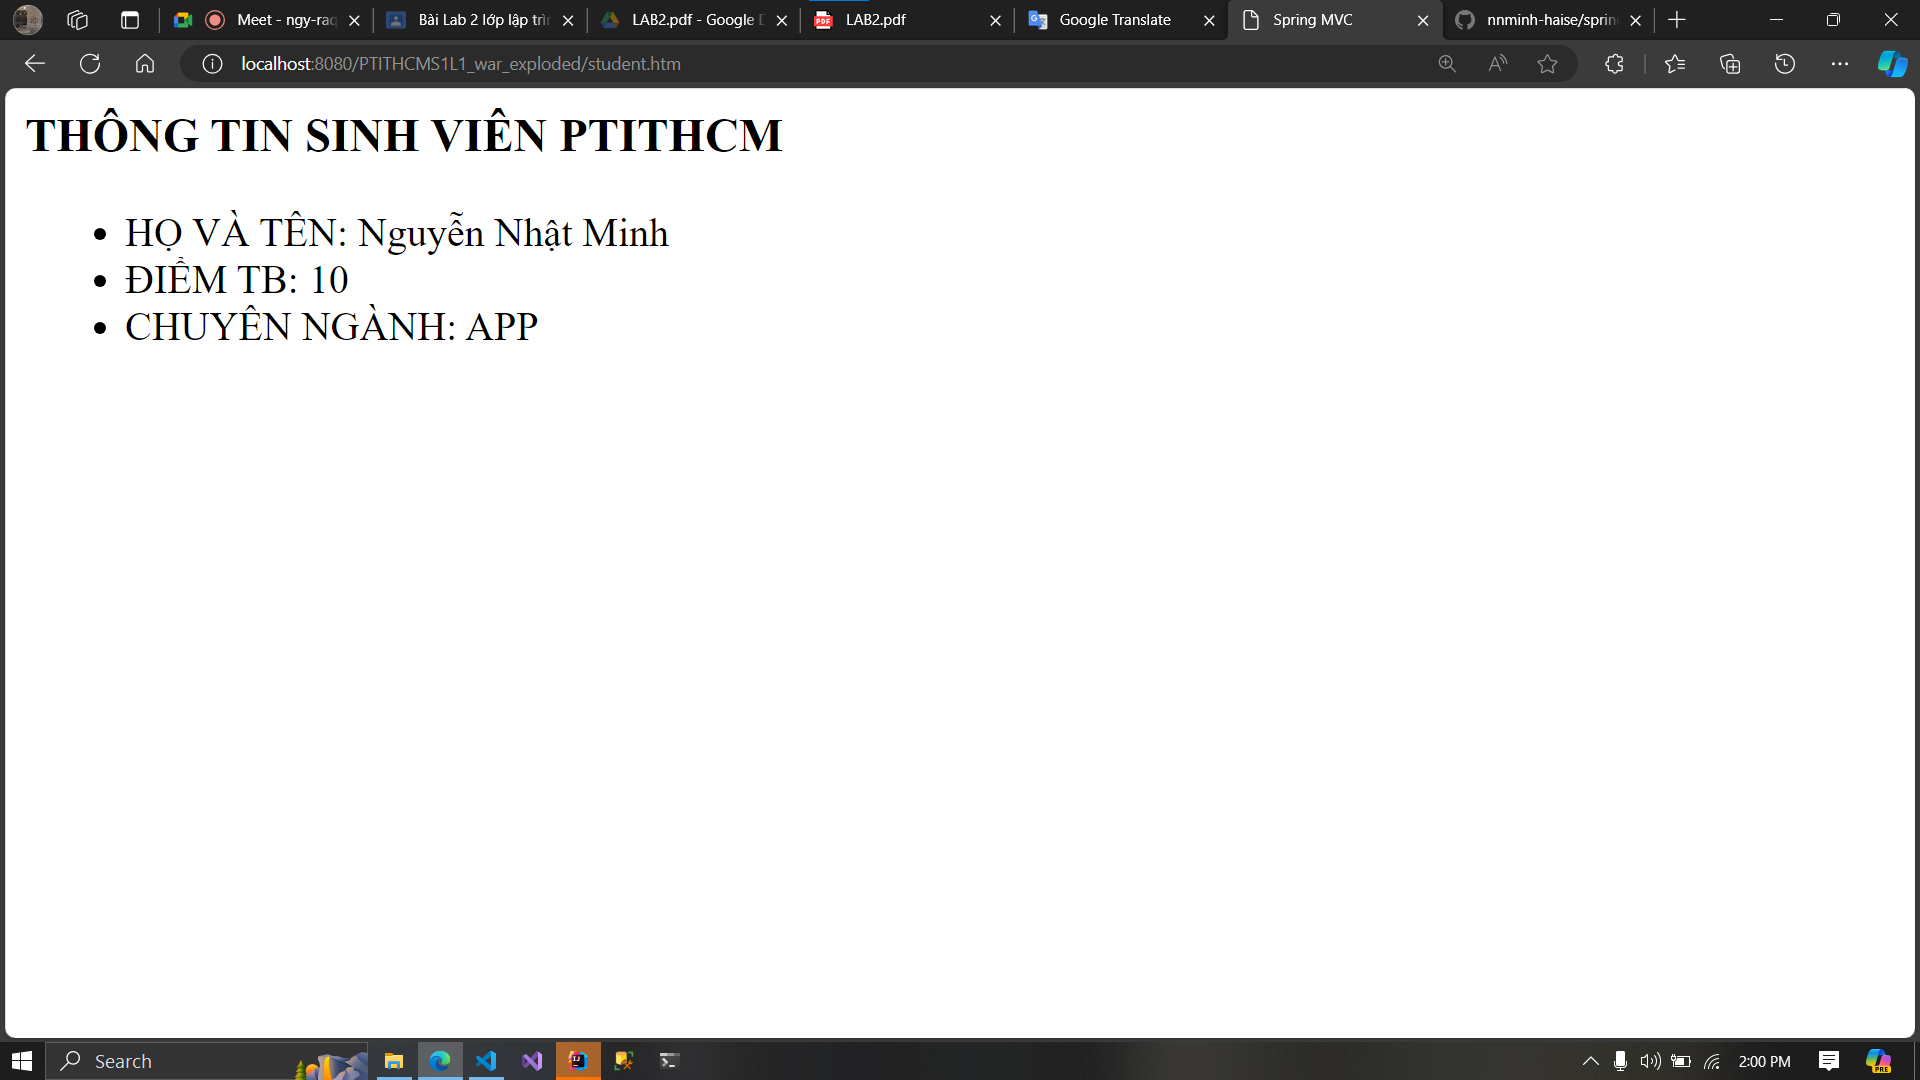 Meet - ngy-raq
Bài Lab 2 lớp lập trìn
LAB2.pdf - Google D
LAB2.pdf
Google Translate
Spring MVC
nnminh-haise/sprin
localhost:8080/PTITHCMS1L1_war_exploded/student.htm
THÔNG TIN SINH VIÊN PTITHCM
HỌ VÀ TÊN: Nguyễn Nhật Minh
ĐIỂM TB: 10
CHUYÊN NGÀNH: APP
Search
2:00 PM